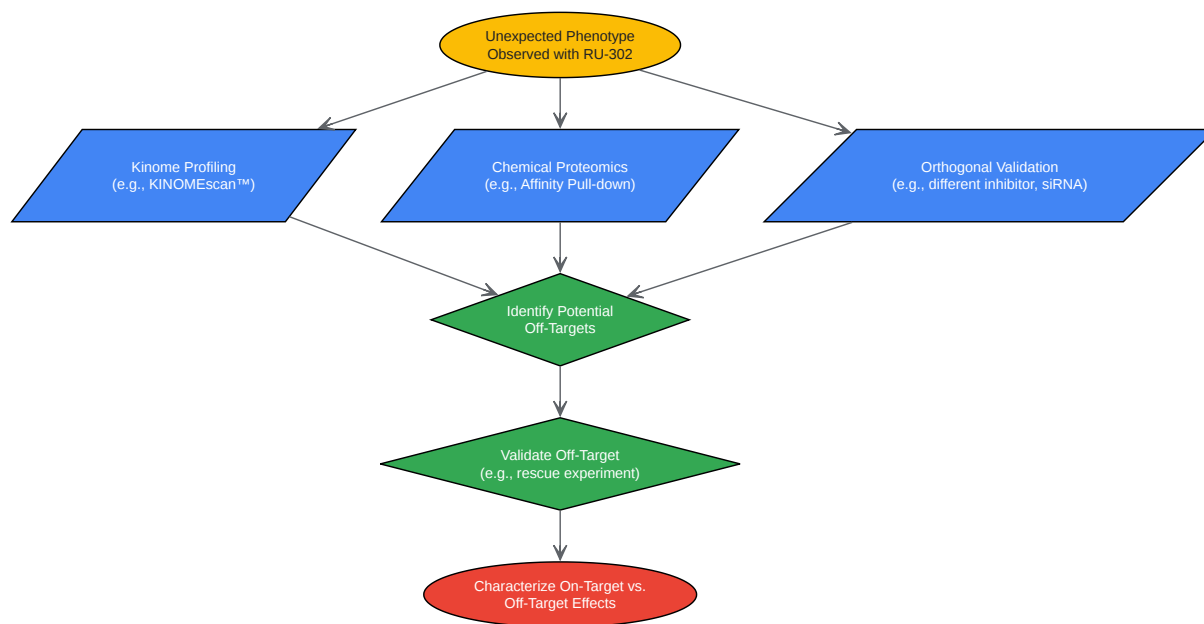 Unexpected Phenotype
Observed with RU-302
Kinome Profiling
(e.g., KINOMEscan™)
Chemical Proteomics
(e.g., Affinity Pull-down)
Orthogonal Validation
(e.g., different inhibitor, siRNA)
Identify Potential
Off-Targets
Validate Off-Target
(e.g., rescue experiment)
Characterize On-Target vs.
Off-Target Effects